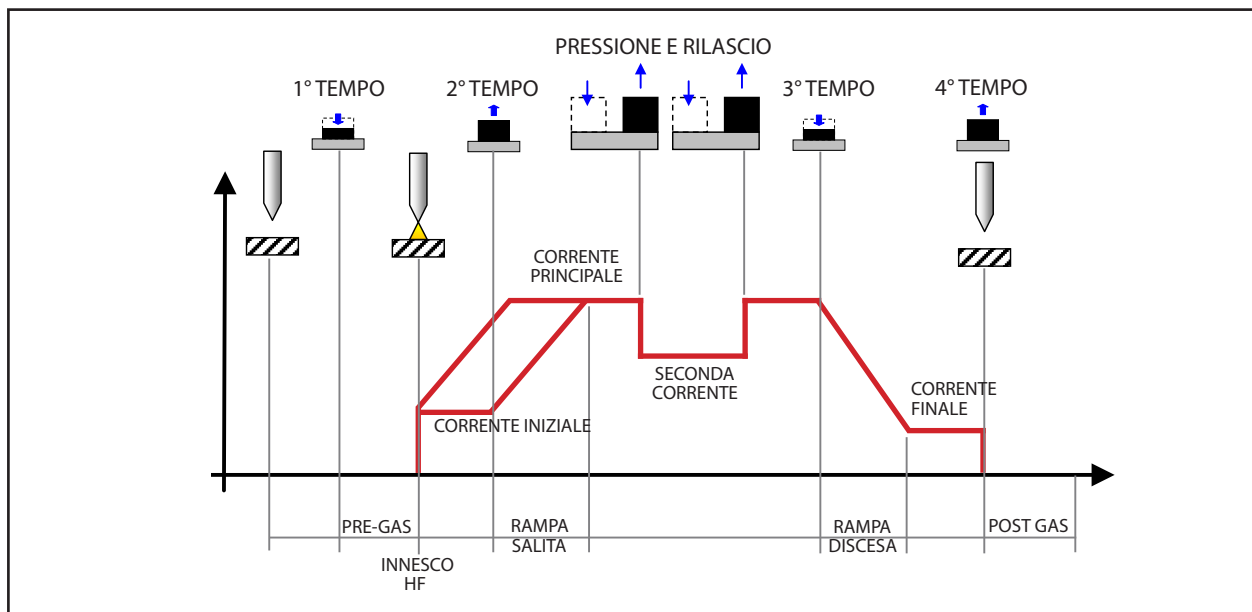 PRESSIONE E RILASCIO
1° TEMPO
2° TEMPO
3° TEMPO
4° TEMPO
CORRENTE
PRINCIPALE
SECONDA
CORRENTE
CORRENTE
FINALE
CORRENTE INIZIALE
PRE-GAS
RAMPA
SALITA
RAMPA
DISCESA
POST GAS
INNESCO
HF